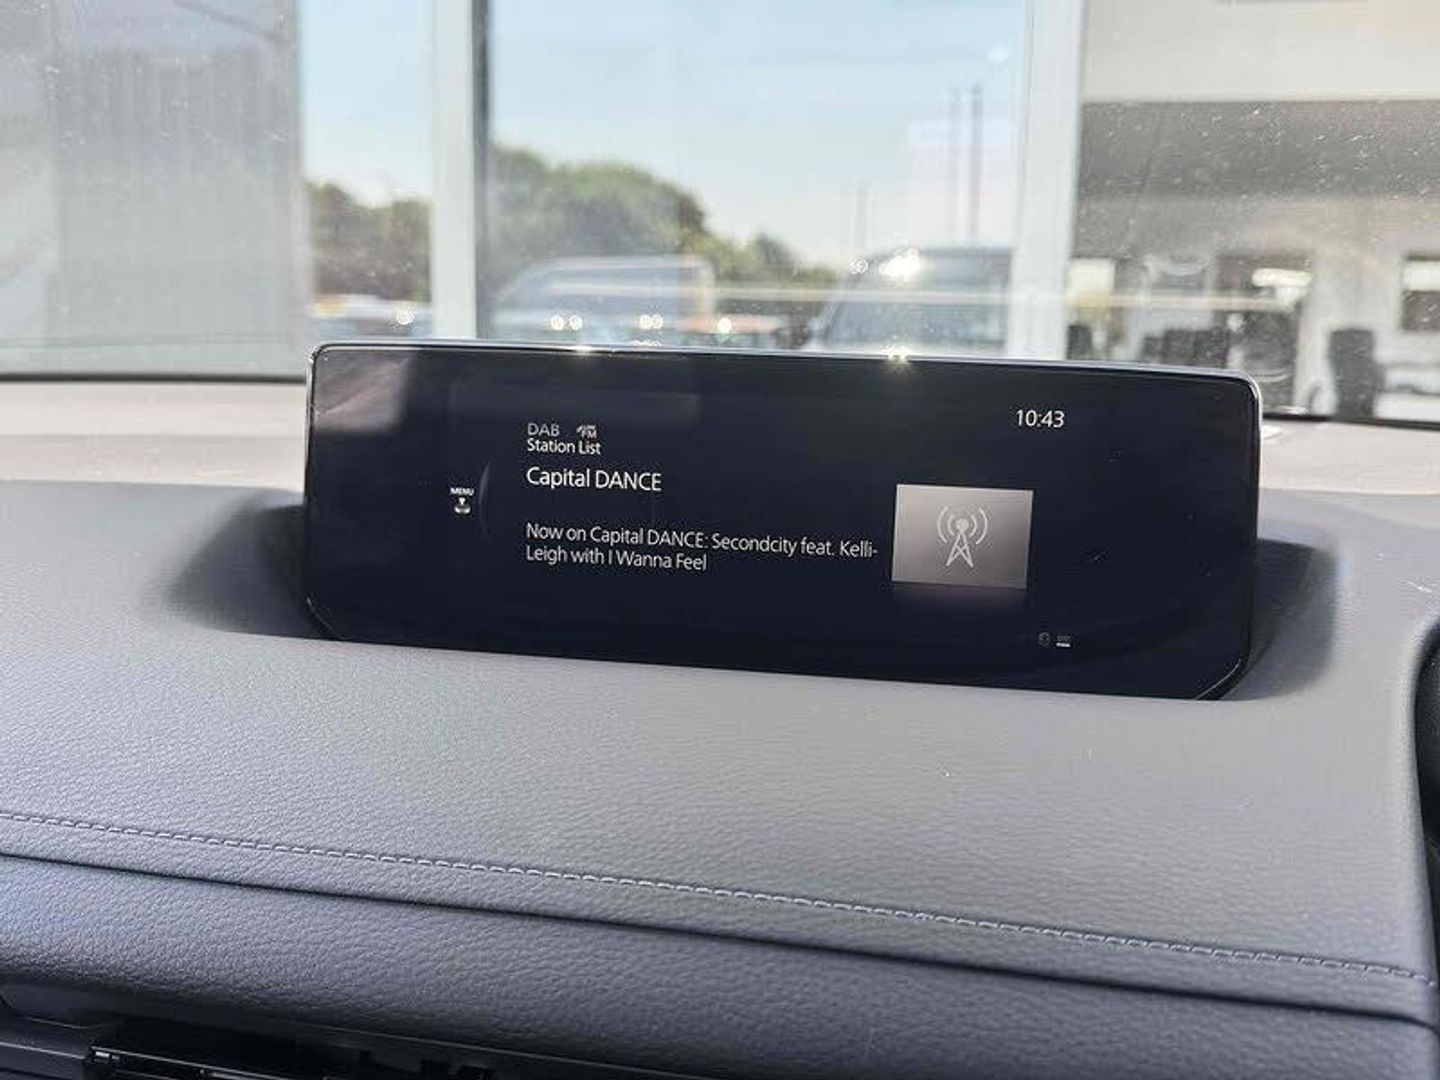 DAB
10:43
Station List
Capital DANCE
MENU
Now on Capital DANCE: Secondcity feat. Kelli-
Leigh with I Wanna Feel